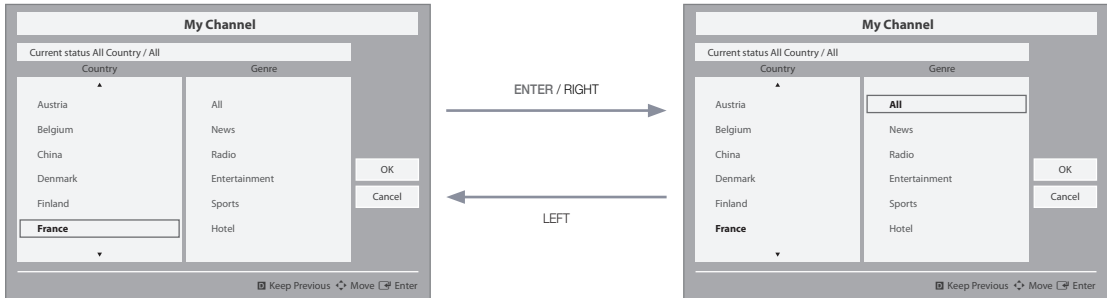 My Channel
Current status All Country / All
Country Genre
▲
Austria All
Belgium News
China Radio
Denmark Entertainment
Finland Sports
France Hotel
▼
OK
Cancel
D Keep Previous Move Enter
ENTER / RIGHT
LEFT
My Channel
Current status All Country / All
Country Genre
▲
Austria All
Belgium News
China Radio
Denmark Entertainment
Finland Sports
France Hotel
▼
OK
Cancel
D Keep Previous Move Enter